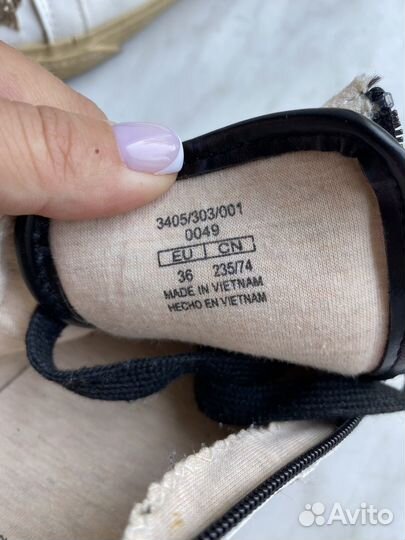 3405/303/001
0049
EU CN
36 235/74
MADE IN VIETNAM
HECHO EN VIETNAM
Avito